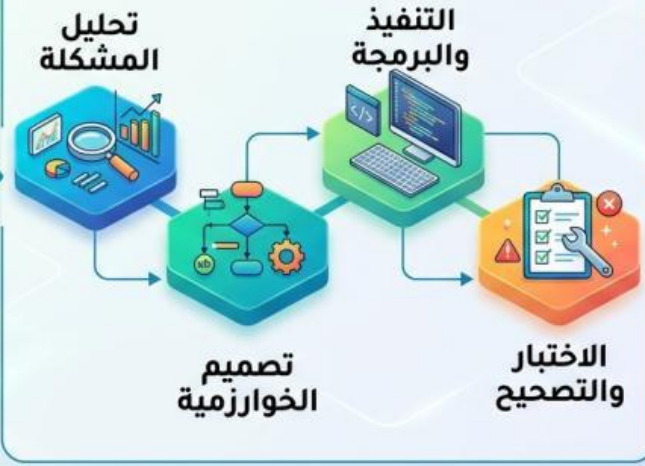 تحليل
المشكلة
تصميم
الخوارزمية
التنفيذ
والبرمجة
</>
الاختبار
والتصحيح